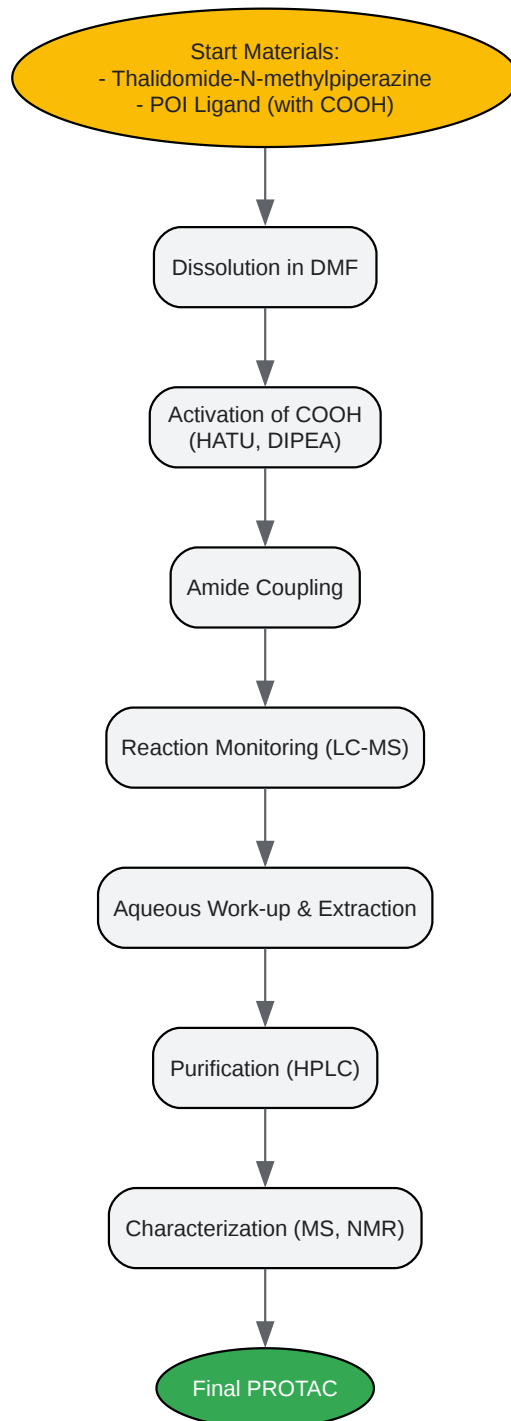 Start Materials:
- Thalidomide-N-methylpiperazine
- POI Ligand (with COOH)
Dissolution in DMF
Activation of COOH
(HATU, DIPEA)
Amide Coupling
Reaction Monitoring (LC-MS)
Aqueous Work-up & Extraction
Purification (HPLC)
Characterization (MS, NMR)
Final PROTAC